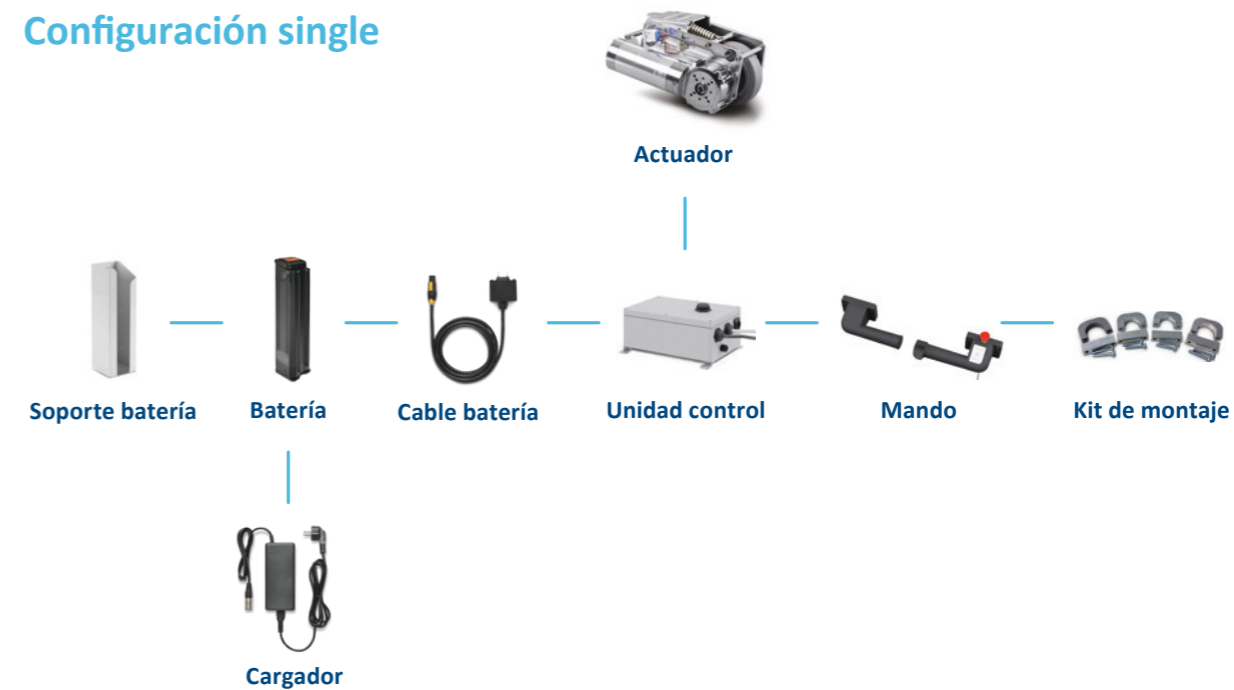 Configuración single
Actuador
Soporte batería
Batería
Cable batería
Unidad control
Mando
Kit de montaje
Cargador